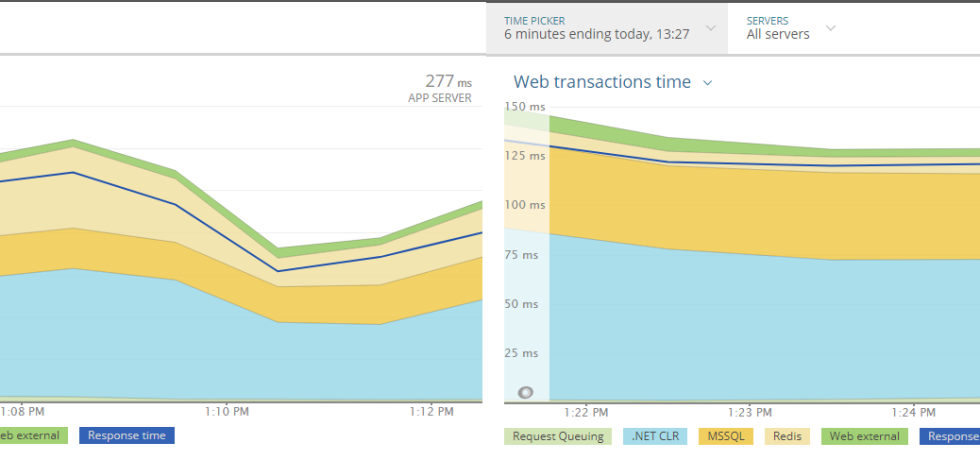 TIME PICKER
6 minutes ending today, 13:27
SERVERS
All servers
277 ms
APP SERVER
Web transactions time
150 ms
125 ms
100 ms
75 ms
50 ms
25 ms
1:08 PM
1:10 PM
1:12 PM
1:22 PM
1:23 PM
1:24 PM
eb external
Response time
Request Queuing
.NET CLR
MSSQL
Redis
Web external
Response